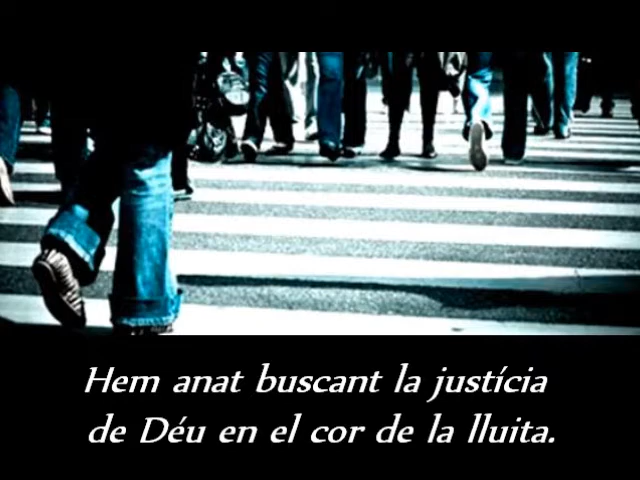 Hem anat buscant la justícia
de Déu en el cor de la lluita.